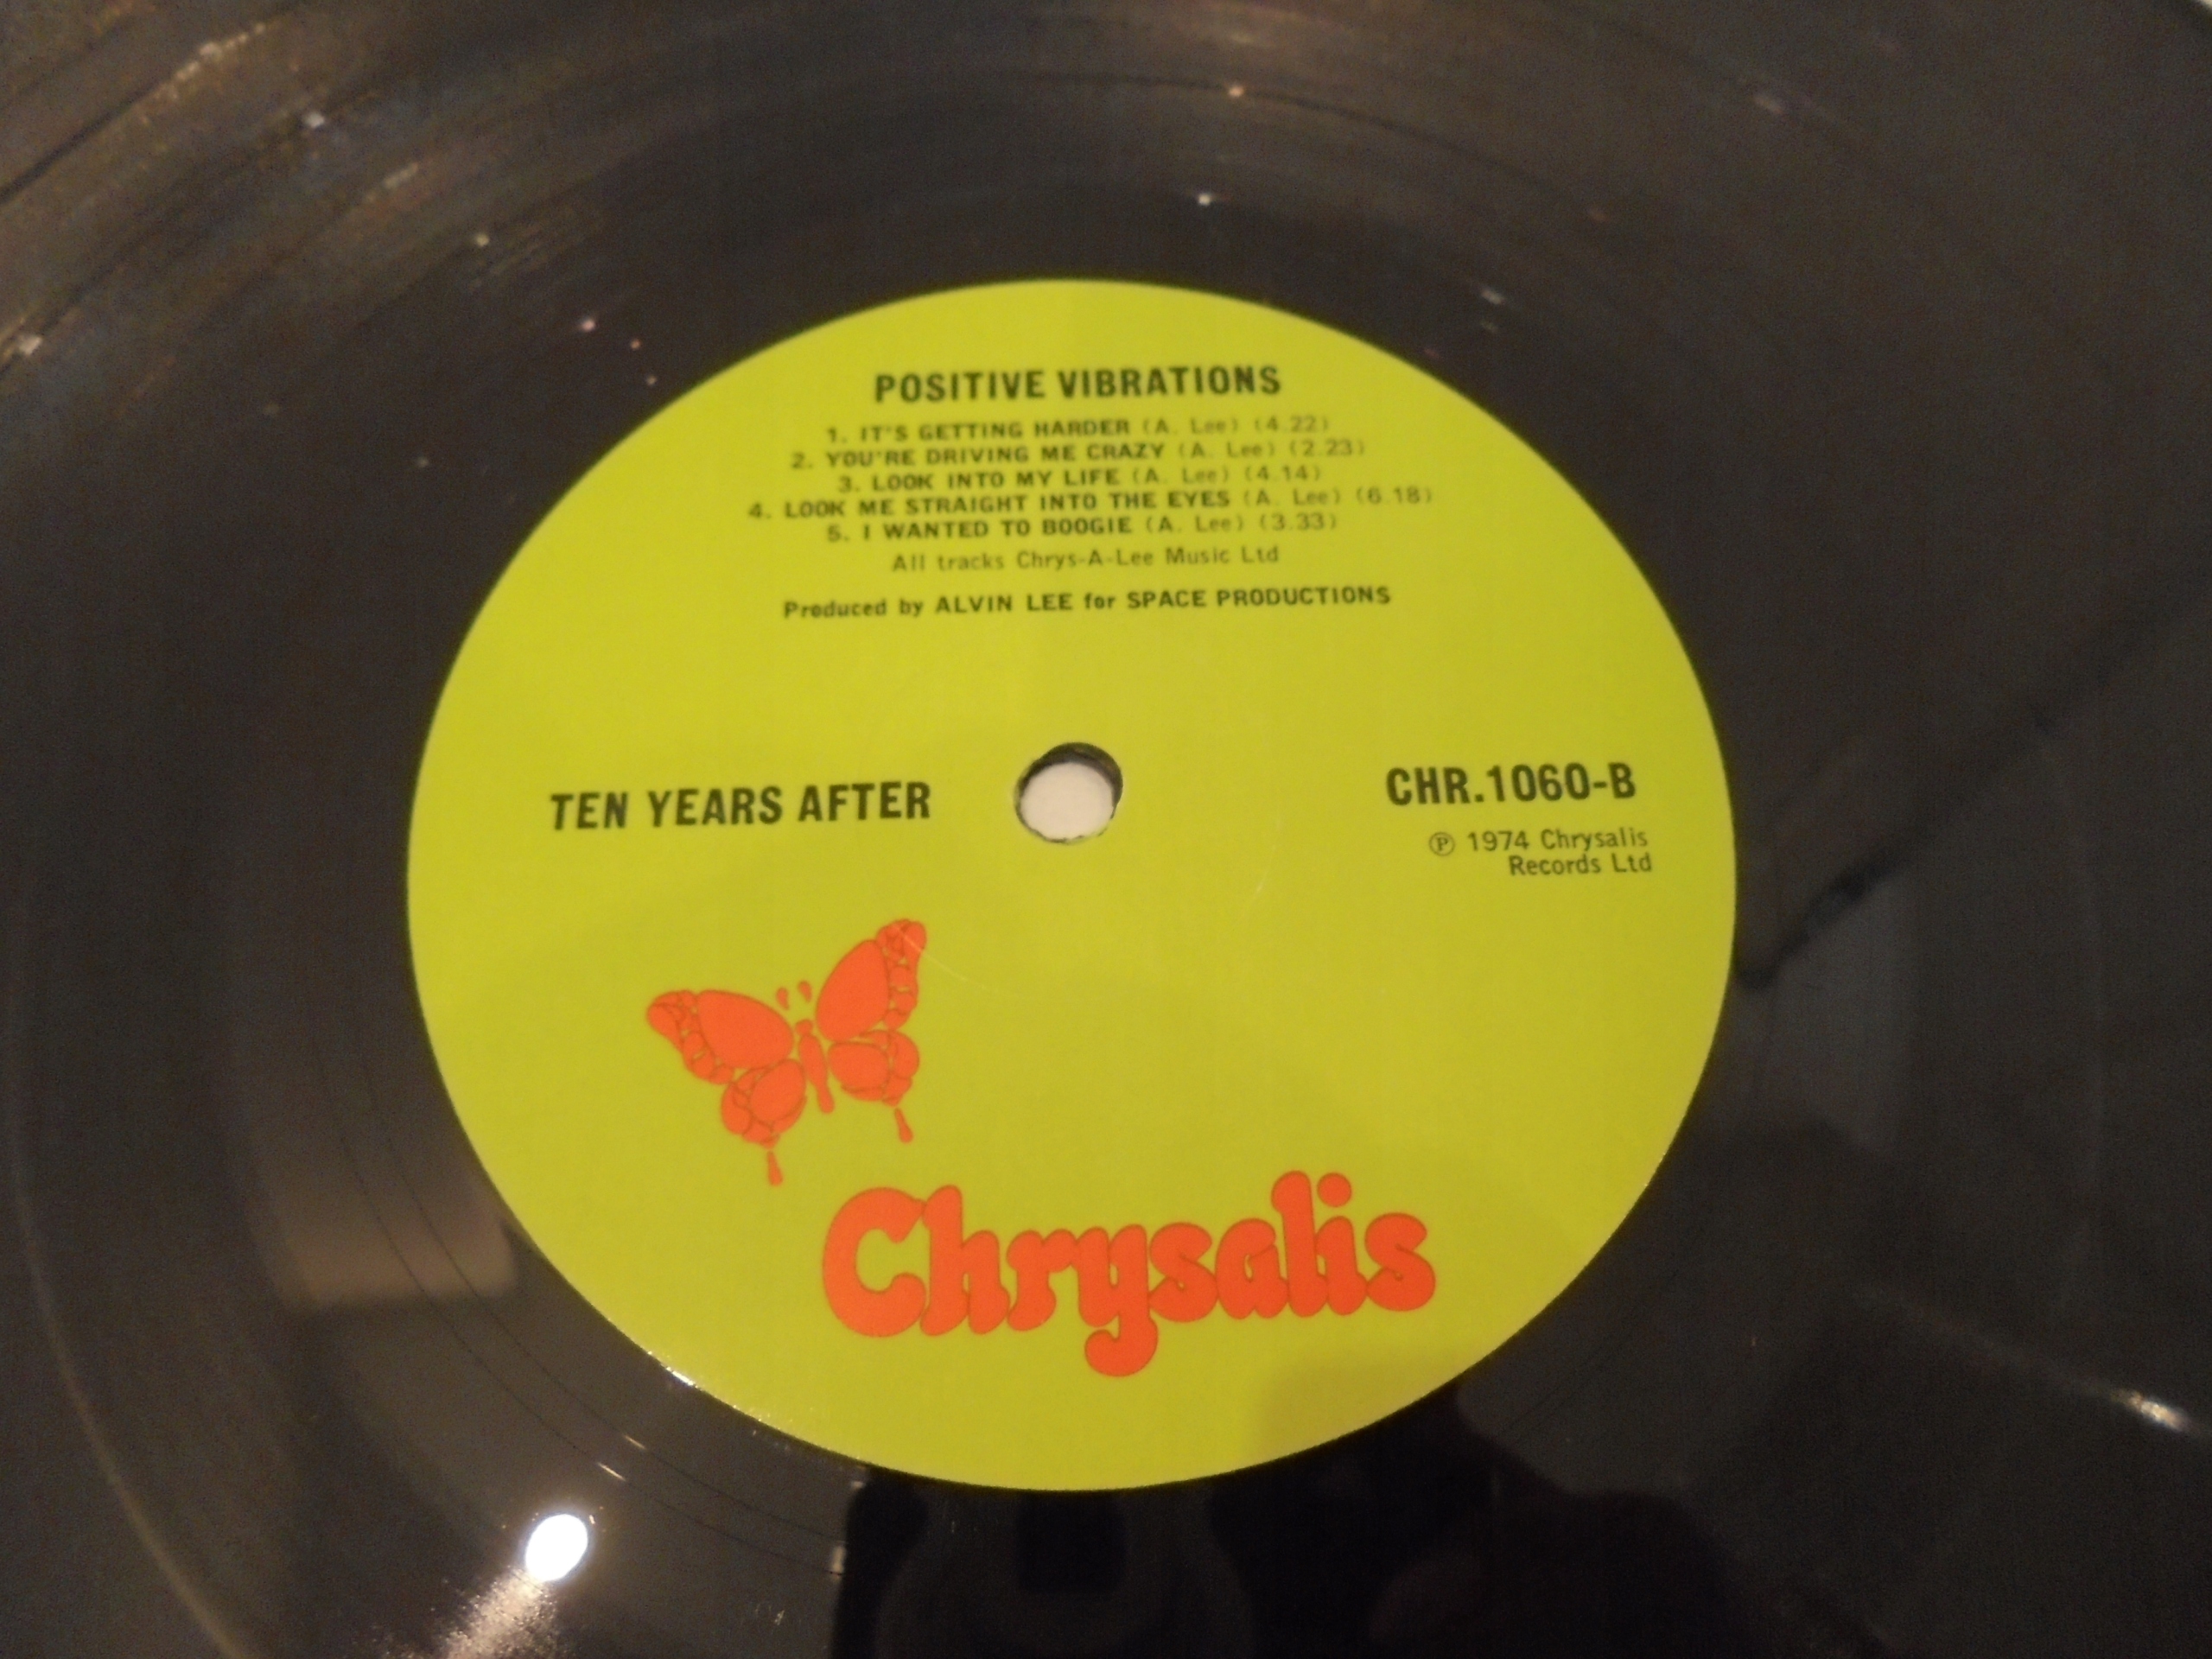 POSITIVE VIBRATIONS
1. IT'S GETTING HARDER (A. Lee) (4.22)
2. YOU'RE DRIVING ME CRAZY (A. Lee) (2.23)
3. LOOK INTO MY LIFE (A. Lee) (4.14)
4. LOOK ME STRAIGHT INTO THE EYES (A. Lee) (6.18)
5. I WANTED TO BOOGIE (A. Lee) (3.33)
All tracks Chrys-A-Lee Music Ltd
Produced by ALVIN LEE for SPACE PRODUCTIONS
TEN YEARS AFTER
CHR.1060-B
℗ 1974 Chrysalis
Records Ltd
Chrysalis